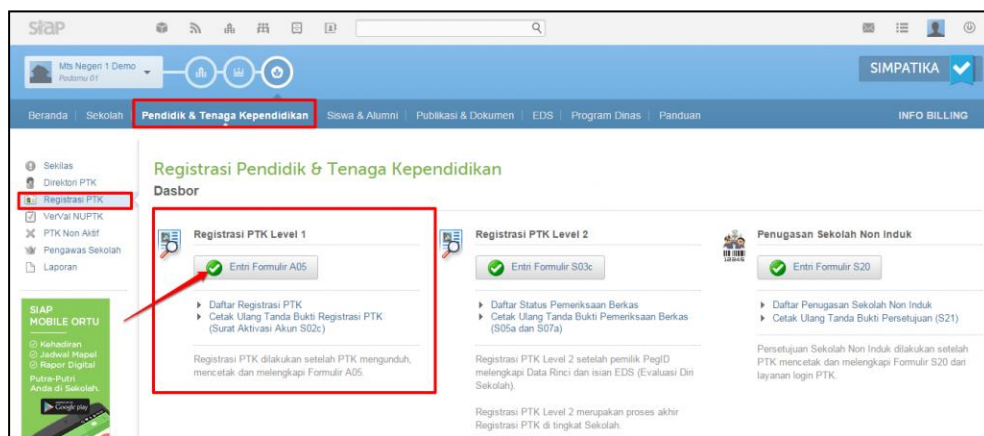 siap
Mts Negeri 1 Demo
Padamu 01
SIMPATIKA
Beranda
Sekolah
Pendidik & Tenaga Kependidikan
Siswa & Alumni
Publikasi & Dokumen
EDS
Program Dinas
Panduan
INFO BILLING
Sekilas
Direktori PTK
Registrasi PTK
VerVal NUPTK
PTK Non Aktif
Pengawas Sekolah
Laporan
SIAP
MOBILE ORTU
Kehadiran
Jadwal Mapel
Rapor Digital
Putra-Putri
Anda di Sekolah.
Google play
Registrasi Pendidik & Tenaga Kependidikan
Dasbor
Registrasi PTK Level 1
Entri Formulir A05
Daftar Registrasi PTK
Cetak Ulang Tanda Bukti Registrasi PTK
(Surat Aktivasi Akun S02c)
Registrasi PTK dilakukan setelah PTK mengunduh,
mencetak dan melengkapi Formulir A05.
Registrasi PTK Level 2
Entri Formulir S03c
Daftar Status Pemeriksaan Berkas
Cetak Ulang Tanda Bukti Pemeriksaan Berkas
(S05a dan S07a)
Registrasi PTK Level 2 setelah pemilik PegID
melengkapi Data Rinci dan isian EDS (Evaluasi Diri
Sekolah).
Registrasi PTK Level 2 merupakan proses akhir
Registrasi PTK di tingkat Sekolah.
Penugasan Sekolah Non Induk
Entri Formulir S20
Daftar Penugasan Sekolah Non Induk
Cetak Ulang Tanda Bukti Persetujuan (S21)
Persetujuan Sekolah Non Induk dilakukan setelah
PTK mencetak dan melengkapi Formulir S20 dari
layanan login PTK.